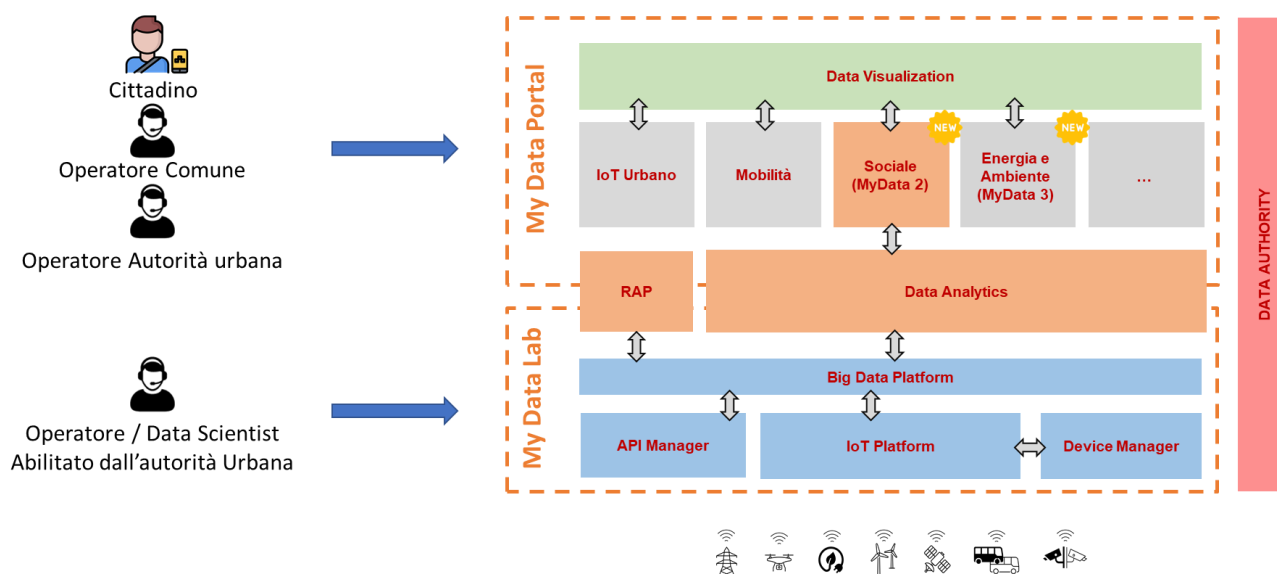 Cittadino
Operatore Comune
Operatore Autorità urbana
Operatore / Data Scientist
Abilitato dall'autorità Urbana
My Data Portal
Data Visualization
IoT Urbano
Mobilità
NEW
Sociale
(MyData 2)
NEW
Energia e
Ambiente
(MyData 3)
...
RAP
Data Analytics
My Data Lab
Big Data Platform
API Manager
IoT Platform
Device Manager
DATA AUTHORITY